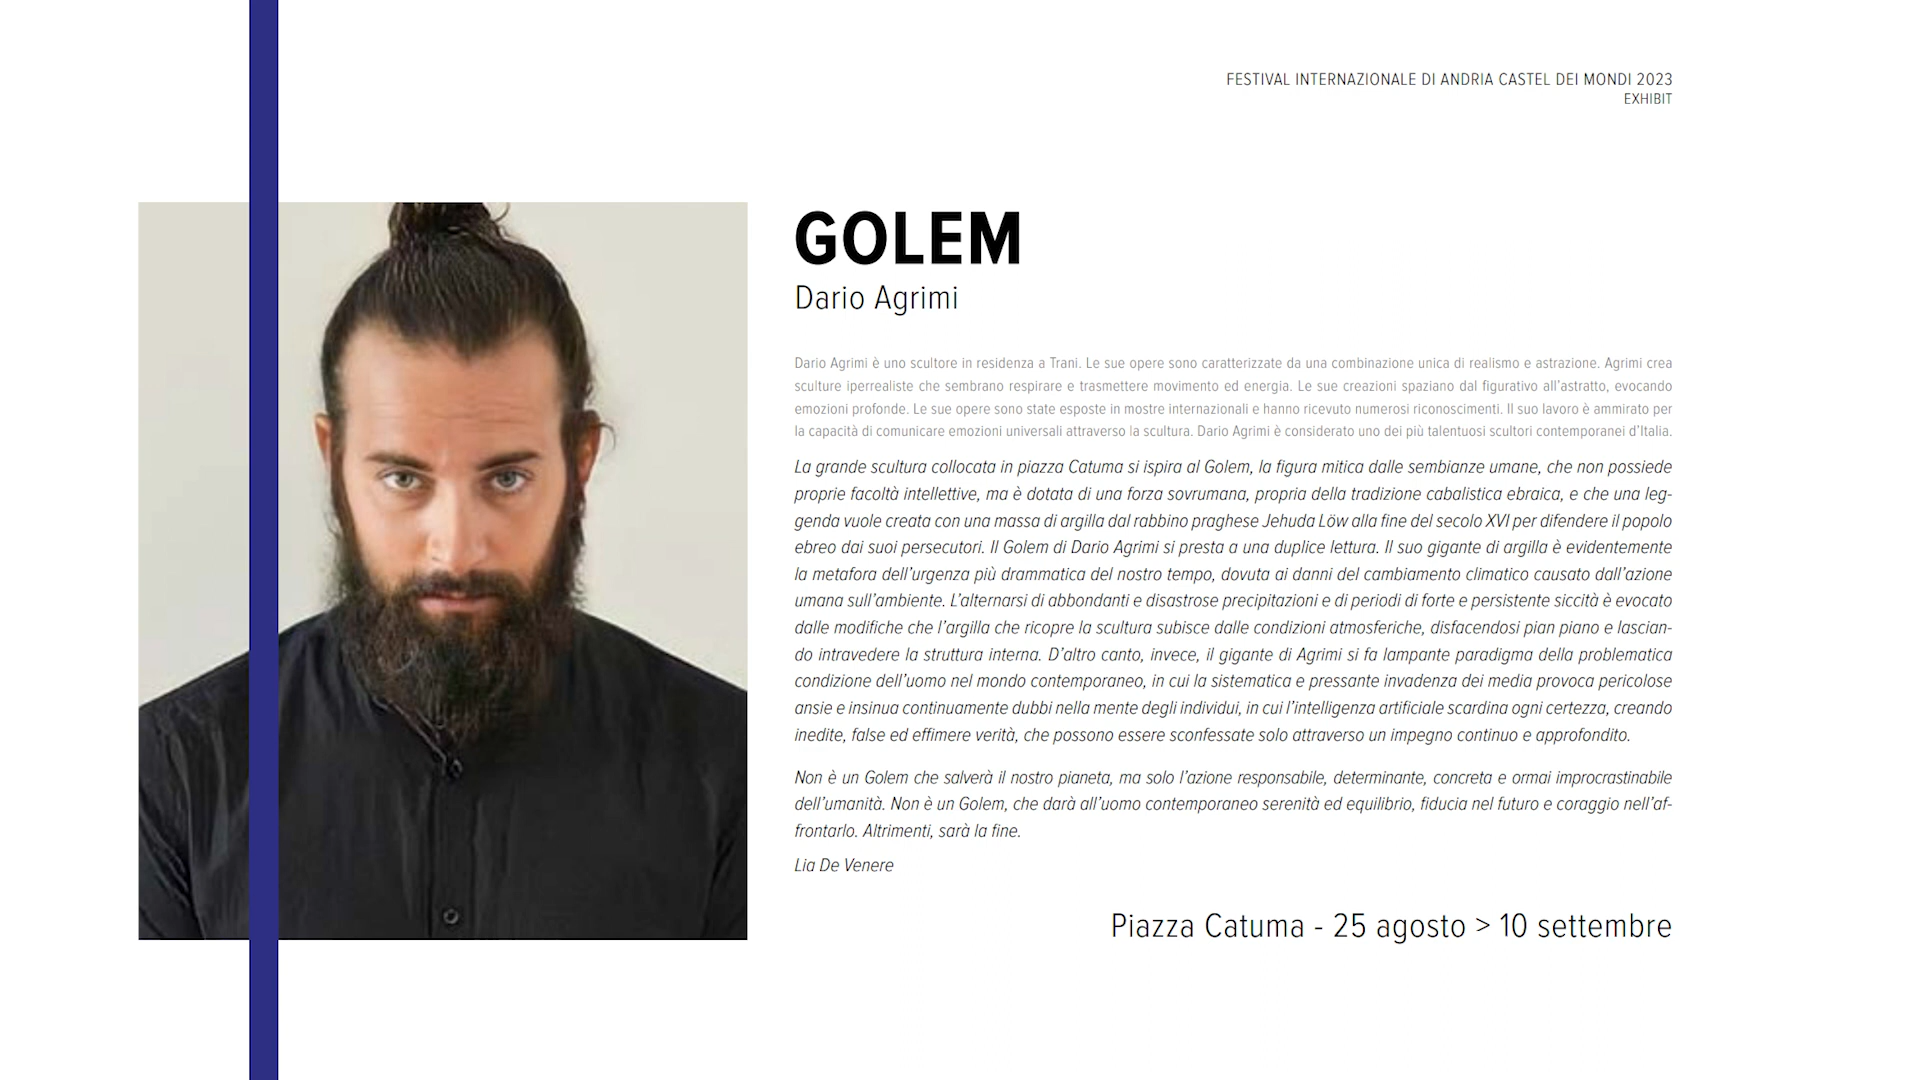 FESTIVAL INTERNAZIONALE DI ANDRIA CASTEL DEI MONDI 2023
EXHIBIT
GOLEM
Dario Agrimi
Dario Agrimi è uno scultore in residenza a Trani. Le sue opere sono caratterizzate da una combinazione unica di realismo e astrazione. Agrimi crea
sculture iperrealiste che sembrano respirare e trasmettere movimento ed energia. Le sue creazioni spaziano dal figurativo all'astratto, evocando
emozioni profonde. Le sue opere sono state esposte in mostre internazionali e hanno ricevuto numerosi riconoscimenti. Il suo lavoro è ammirato per
la capacità di comunicare emozioni universali attraverso la scultura. Dario Agrimi è considerato uno dei più talentuosi scultori contemporanei d'Italia.
La grande scultura collocata in piazza Catuma si ispira al Golem, la figura mitica dalle sembianze umane, che non possiede
proprie facoltà intellettive, ma è dotata di una forza sovrumana, propria della tradizione cabalistica ebraica, e che una leg-
genda vuole creata con una massa di argilla dal rabbino praghese Jehuda Löw alla fine del secolo XVI per difendere il popolo
ebreo dai suoi persecutori. Il Golem di Dario Agrimi si presta a una duplice lettura. Il suo gigante di argilla è evidentemente
la metafora dell'urgenza più drammatica del nostro tempo, dovuta ai danni del cambiamento climatico causato dall'azione
umana sull'ambiente. L'alternarsi di abbondanti e disastrose precipitazioni e di periodi di forte e persistente siccità è evocato
dalle modifiche che l'argilla che ricopre la scultura subisce dalle condizioni atmosferiche, disfacendosi pian piano e lascian-
do intravedere la struttura interna. D'altro canto, invece, il gigante di Agrimi si fa lampante paradigma della problematica
condizione dell'uomo nel mondo contemporaneo, in cui la sistematica e pressante invadenza dei media provoca pericolose
ansie e insinua continuamente dubbi nella mente degli individui, in cui l'intelligenza artificiale scardina ogni certezza, creando
inedite, false ed effimere verità, che possono essere sconfessate solo attraverso un impegno continuo e approfondito.
Non è un Golem che salverà il nostro pianeta, ma solo l'azione responsabile, determinante, concreta e ormai improcrastinabile
dell'umanità. Non è un Golem, che darà all'uomo contemporaneo serenità ed equilibrio, fiducia nel futuro e coraggio nell'af-
frontarlo. Altrimenti, sarà la fine.
Lia De Venere
Piazza Catuma - 25 agosto > 10 settembre